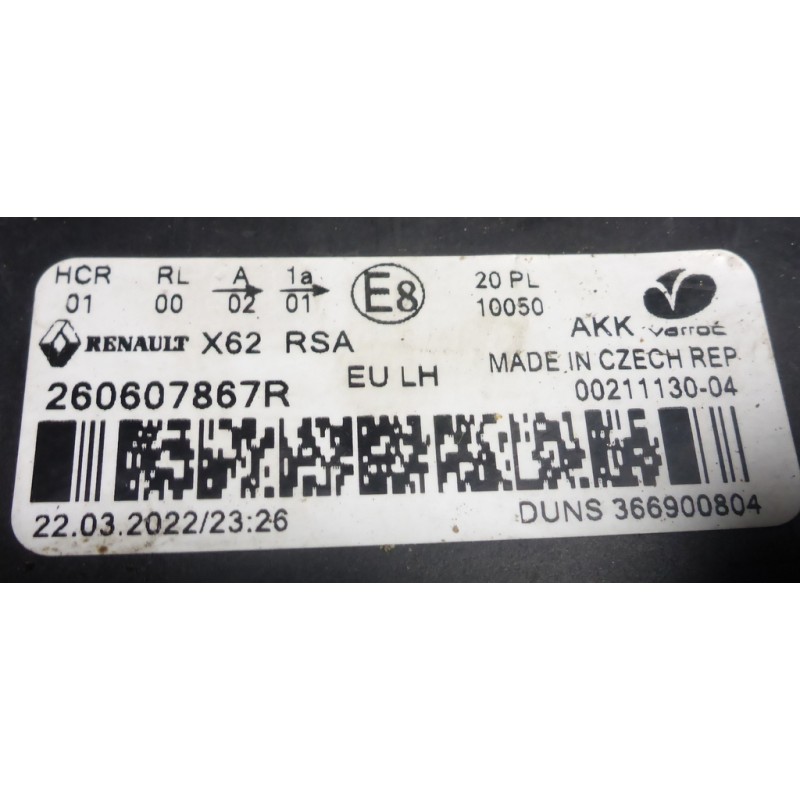 HCR RL A 1a E8 20 PL
01 00 02 01 10050
RENAULT X62 RSA AKK varroc
EU LH MADE IN CZECH REP
260607867R 00211130-04
22.03.2022/23:26 DUNS 366900804